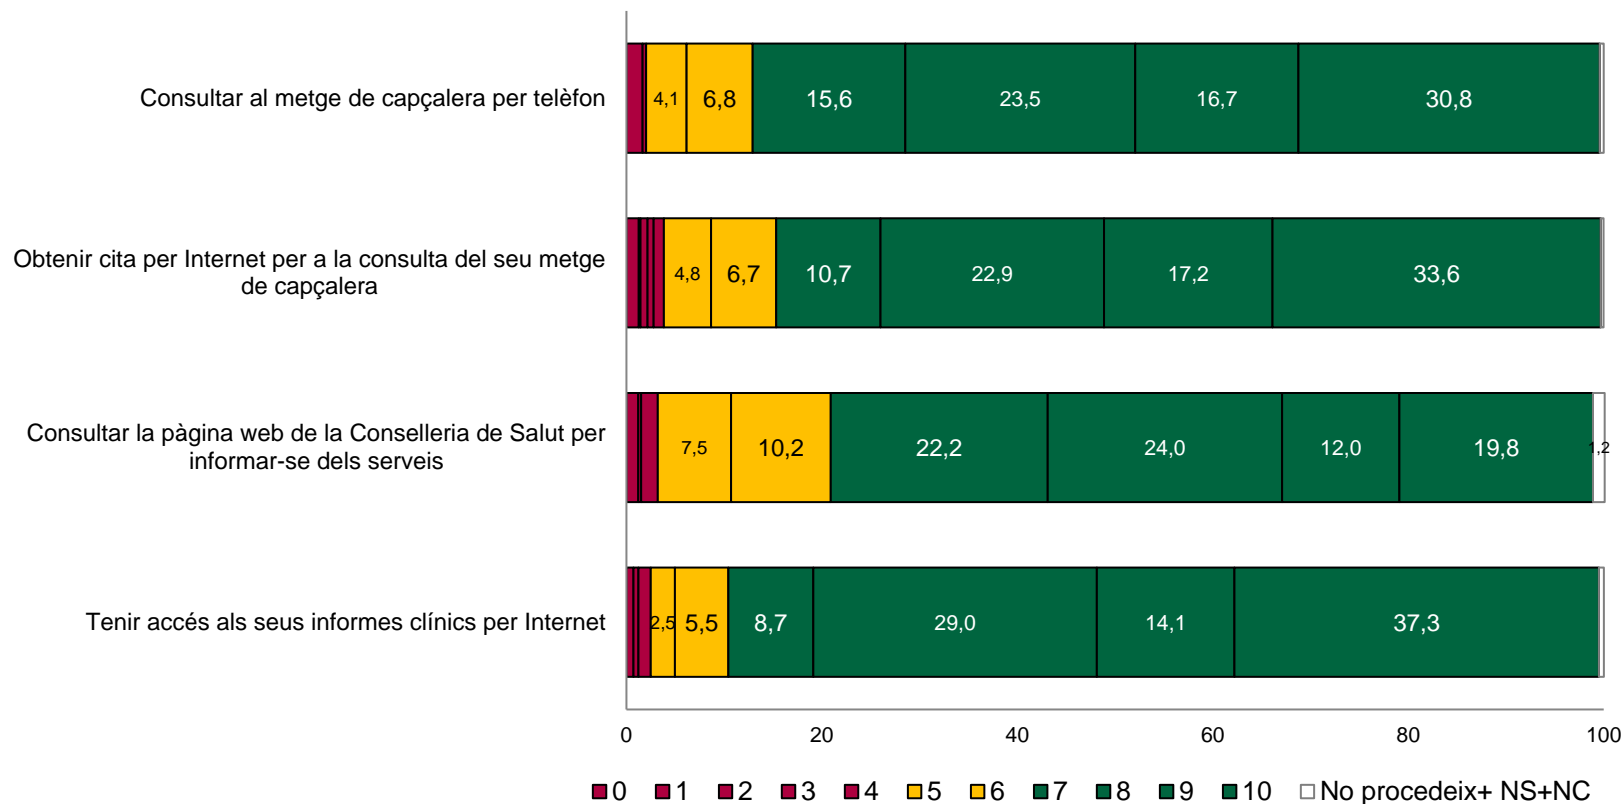 Consultar al metge de capçalera per telèfon
4,1 6,8 15,6 23,5 16,7 30,8
Obtenir cita per Internet per a la consulta del seu metge
de capçalera
4,8 6,7 10,7 22,9 17,2 33,6
Consultar la pàgina web de la Conselleria de Salut per
informar-se dels serveis
7,5 10,2 22,2 24,0 12,0 19,8 1,2
Tenir accés als seus informes clínics per Internet
2,5 5,5 8,7 29,0 14,1 37,3
0 20 40 60 80 100
0 1 2 3 4 5 6 7 8 9 10 No procedeix+ NS+NC